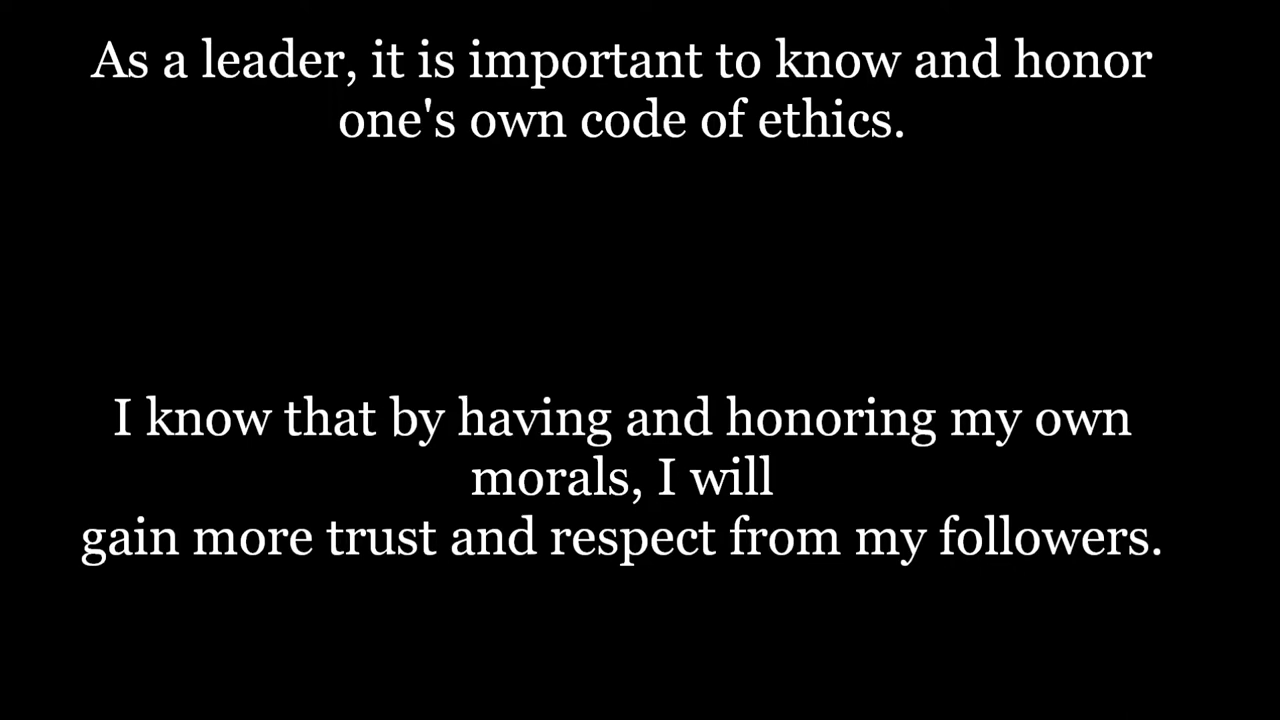 As a leader, it is important to know and honor
one's own code of ethics.
I know that by having and honoring my own
morals, I will
gain more trust and respect from my followers.